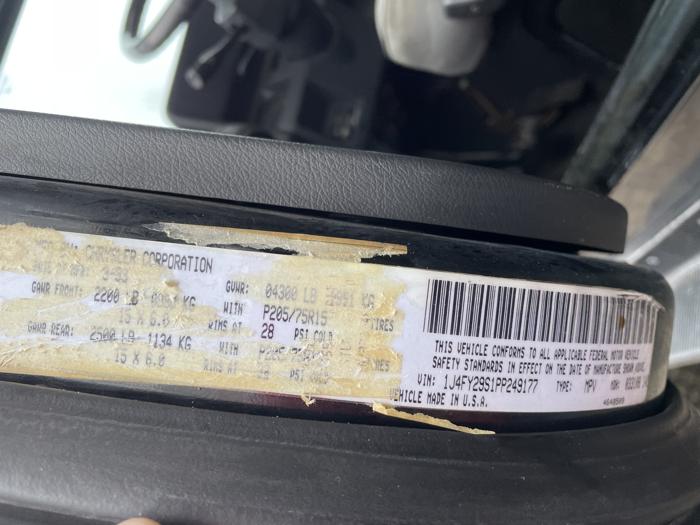 CHRYSLER CORPORATION
3-93
GVWR: 04300 LB KG
GAWR FRONT: 2200 LB KG WITH P205/75R15 TIRES
15 X 6.0 RIMS AT 28 PSI COLD
GAWR REAR: 2500 LB 1134 KG WITH
15 X 6.0 RIMS AT PSI COLD
THIS VEHICLE CONFORMS TO ALL APPLICABLE FEDERAL MOTOR VEHICLE
SAFETY STANDARDS IN EFFECT ON THE DATE OF MANUFACTURE SHOWN ABOVE.
VIN: 1J4FY29S1PP249177 TYPE: MPV MDH:
VEHICLE MADE IN U.S.A.